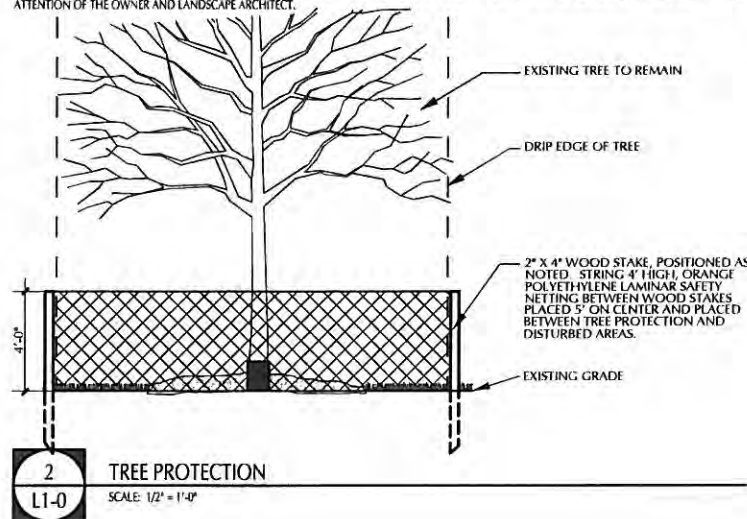 ATTENTION OF THE OWNER AND LANDSCAPE ARCHITECT.
EXISTING TREE TO REMAIN
DRIP EDGE OF TREE
2" X 4" WOOD STAKE, POSITIONED AS
NOTED. STRING 4' HIGH, ORANGE
POLYETHYLENE LAMINAR SAFETY
NETTING BETWEEN WOOD STAKES
PLACED 5' ON CENTER AND PLACED
BETWEEN TREE PROTECTION AND
DISTURBED AREAS.
4'-0"
EXISTING GRADE
2
L1-0
TREE PROTECTION
SCALE: 1/2" = 1'-0"